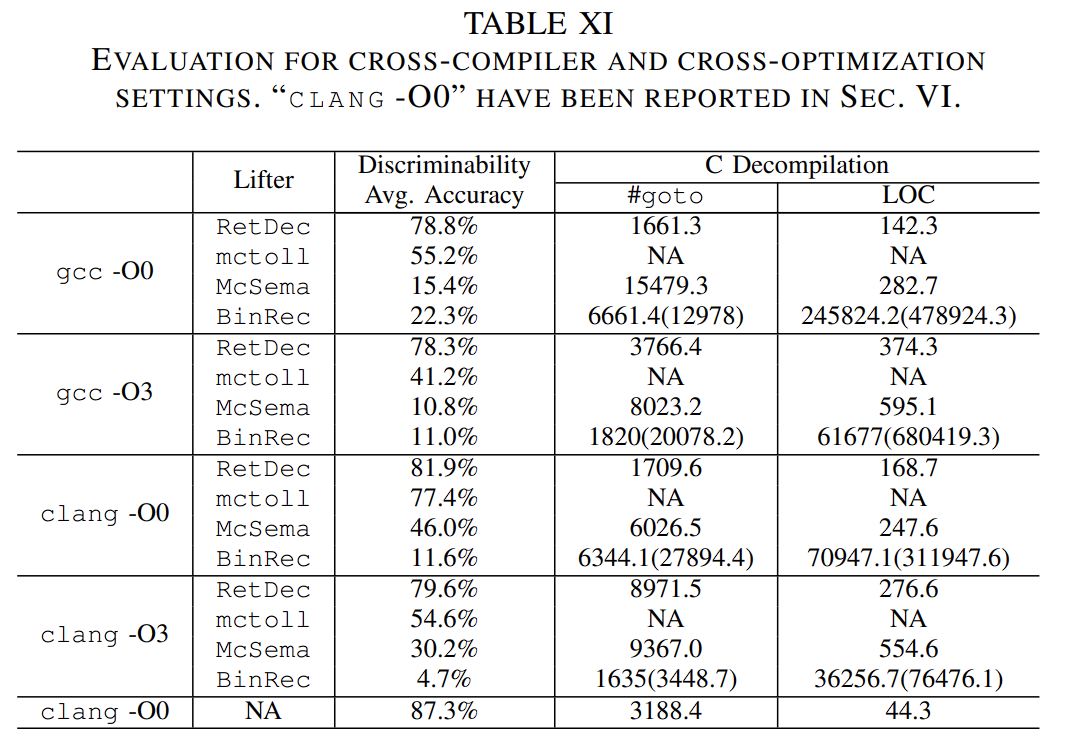 TABLE XI
EVALUATION FOR CROSS-COMPILER AND CROSS-OPTIMIZATION
SETTINGS. “CLANG -O0” HAVE BEEN REPORTED IN SEC. VI.
Lifter Discriminability Avg. Accuracy C Decompilation
#goto LOC
gcc -O0 RetDec 78.8% 1661.3 142.3
mctoll 55.2% NA NA
McSema 15.4% 15479.3 282.7
BinRec 22.3% 6661.4(12978) 245824.2(478924.3)
gcc -O3 RetDec 78.3% 3766.4 374.3
mctoll 41.2% NA NA
McSema 10.8% 8023.2 595.1
BinRec 11.0% 1820(20078.2) 61677(680419.3)
clang -O0 RetDec 81.9% 1709.6 168.7
mctoll 77.4% NA NA
McSema 46.0% 6026.5 247.6
BinRec 11.6% 6344.1(27894.4) 70947.1(311947.6)
clang -O3 RetDec 79.6% 8971.5 276.6
mctoll 54.6% NA NA
McSema 30.2% 9367.0 554.6
BinRec 4.7% 1635(3448.7) 36256.7(76476.1)
clang -O0 NA 87.3% 3188.4 44.3